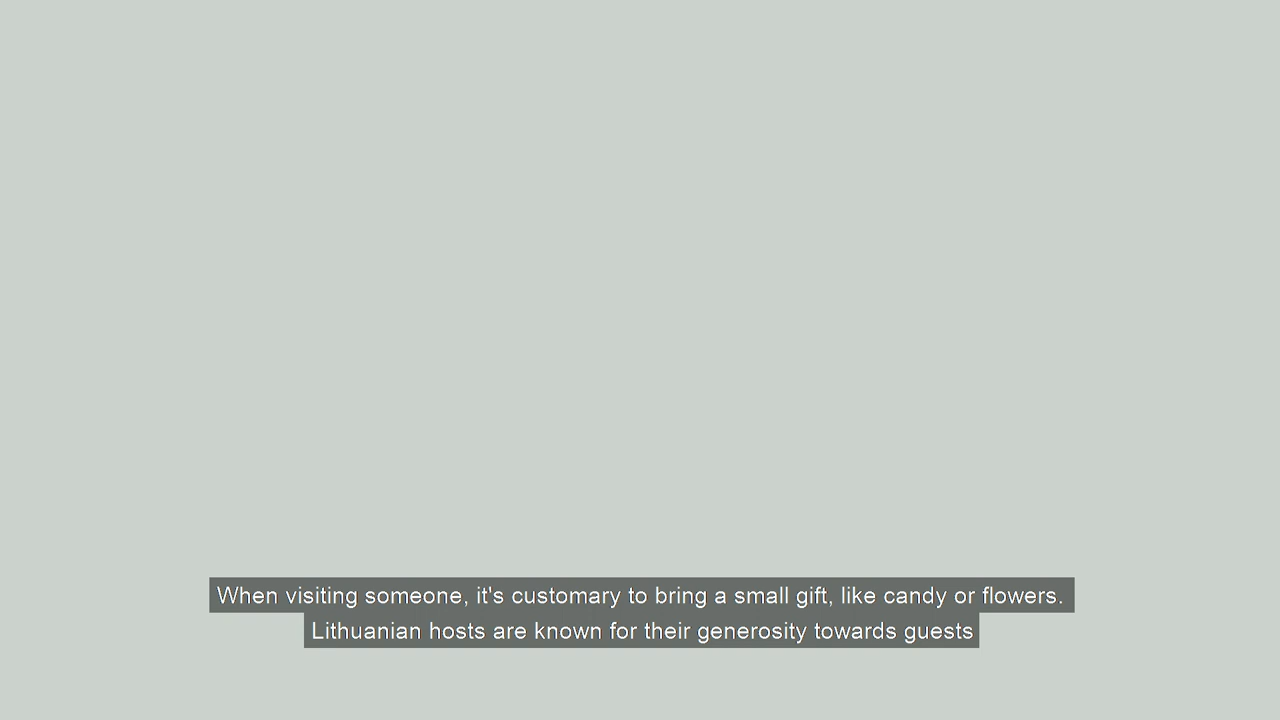 When visiting someone, it's customary to bring a small gift, like candy or flowers.
Lithuanian hosts are known for their generosity towards guests